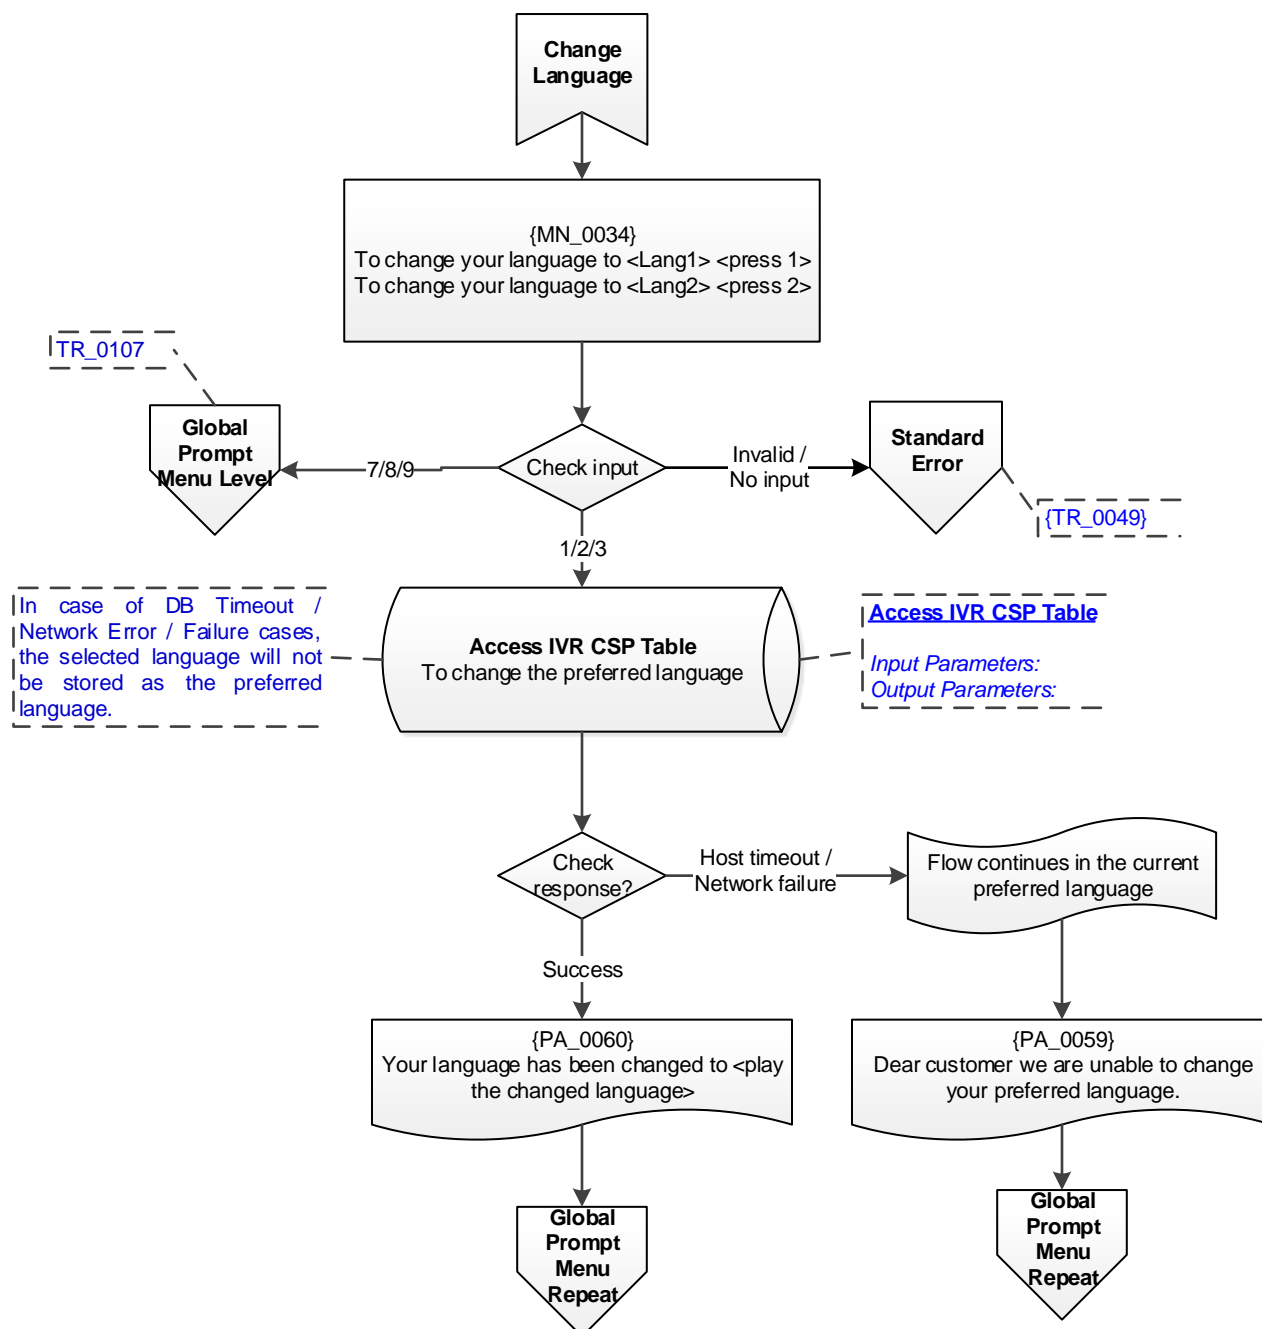 Change
Language
{MN_0034}
To change your language to <Lang1> <press 1>
To change your language to <Lang2> <press 2>
TR_0107
Global
Prompt
Menu Level
7/8/9
Check input
Invalid /
No input
Standard
Error
{TR_0049}
1/2/3
In case of DB Timeout /
Network Error / Failure cases,
the selected language will not
be stored as the preferred
language.
Access IVR CSP Table
To change the preferred language
Access IVR CSP Table
Input Parameters:
Output Parameters:
Check
response?
Host timeout /
Network failure
Flow continues in the current
preferred language
Success
{PA_0060}
Your language has been changed to <play
the changed language>
{PA_0059}
Dear customer we are unable to change
your preferred language.
Global
Prompt
Menu
Repeat
Global
Prompt
Menu
Repeat